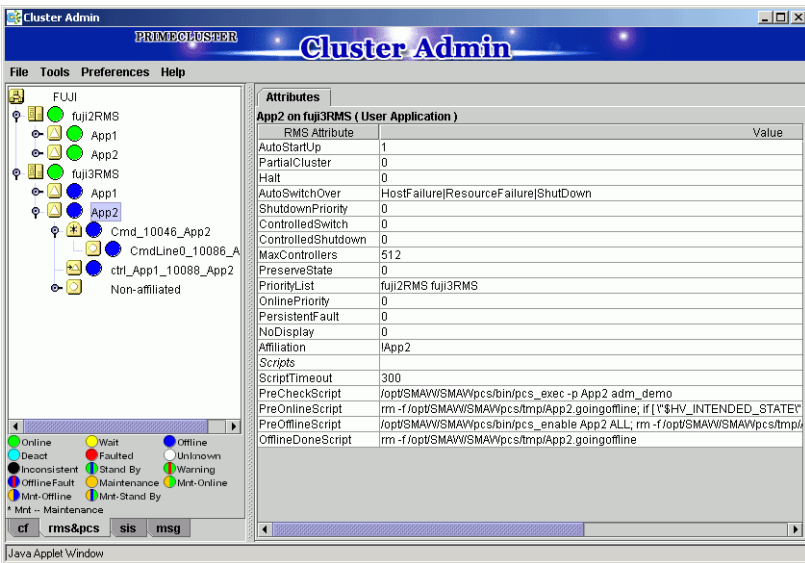 Cluster Admin
PRIMECLUSTER
Cluster Admin
File Tools Preferences Help
FUJI
fuji2RMS
App1
App2
fuji3RMS
App1
App2
Cmd_10046_App2
CmdLine0_10086_A
ctrl_App1_10088_App2
Non-affiliated
Online Wait Offline
Deact Faulted Unknown
Inconsistent Stand By Warning
OfflineFault Maintenance Mnt-Online
Mnt-Offline Mnt-Stand By
* Mnt -- Maintenance
cf rms&pcs sis msg
Attributes
App2 on fuji3RMS ( User Application )
RMS Attribute Value
AutoStartUp 1
PartialCluster 0
Halt 0
AutoSwitchOver HostFailure|ResourceFailure|ShutDown
ShutdownPriority 0
ControlledSwitch 0
ControlledShutdown 0
MaxControllers 512
PreserveState 0
PriorityList fuji2RMS fuji3RMS
OnlinePriority 0
PersistentFault 0
NoDisplay 0
Affiliation !App2
Scripts
ScriptTimeout 300
PreCheckScript /opt/SMAW/SMAWpcs/bin/pcs_exec -p App2 adm_demo
PreOnlineScript rm -f /opt/SMAW/SMAWpcs/tmp/App2.goingoffline; if [ \"$HV_INTENDED_STATE\"
PreOfflineScript /opt/SMAW/SMAWpcs/bin/pcs_enable App2 ALL; rm -f /opt/SMAW/SMAWpcs/tmp/
OfflineDoneScript rm -f /opt/SMAW/SMAWpcs/tmp/App2.goingoffline
Java Applet Window